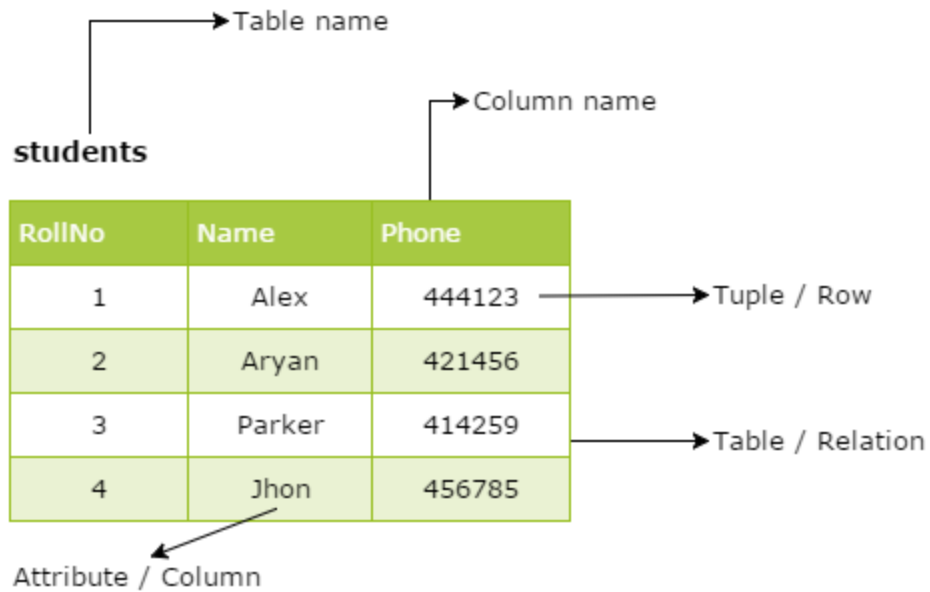 Table name
Column name
students
RollNo Name Phone
1 Alex 444123
Tuple / Row
2 Aryan 421456
3 Parker 414259
Table / Relation
4 Jhon 456785
Attribute / Column